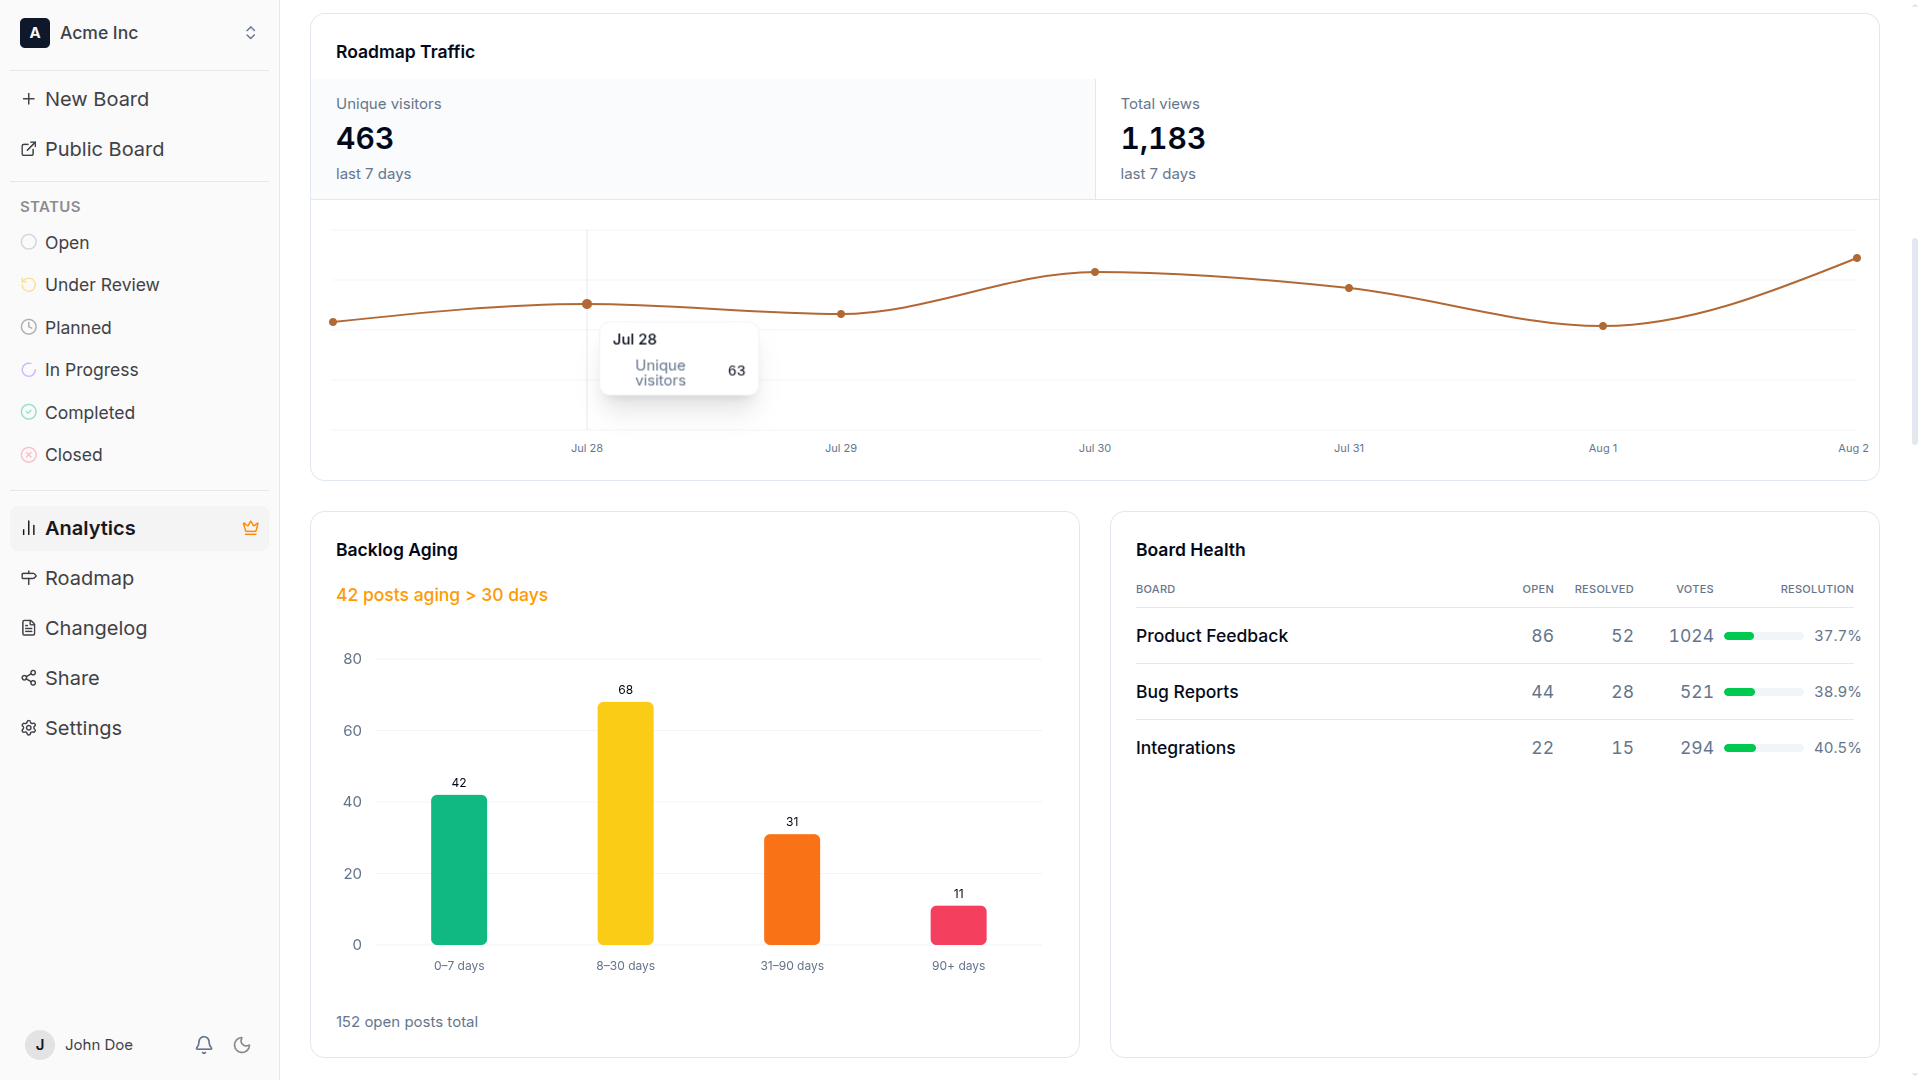 A Acme Inc
New Board
Public Board
STATUS
Open
Under Review
Planned
In Progress
Completed
Closed
Analytics
Roadmap
Changelog
Share
Settings
J John Doe
Roadmap Traffic
Unique visitors
463
last 7 days
Total views
1,183
last 7 days
Jul 28
Unique
visitors
63
Jul 28 Jul 29 Jul 30 Jul 31 Aug 1 Aug 2
Backlog Aging
42 posts aging > 30 days
80
60
40
20
0
42
68
31
11
0–7 days 8–30 days 31–90 days 90+ days
152 open posts total
Board Health
BOARD OPEN RESOLVED VOTES RESOLUTION
Product Feedback 86 52 1024 37.7%
Bug Reports 44 28 521 38.9%
Integrations 22 15 294 40.5%